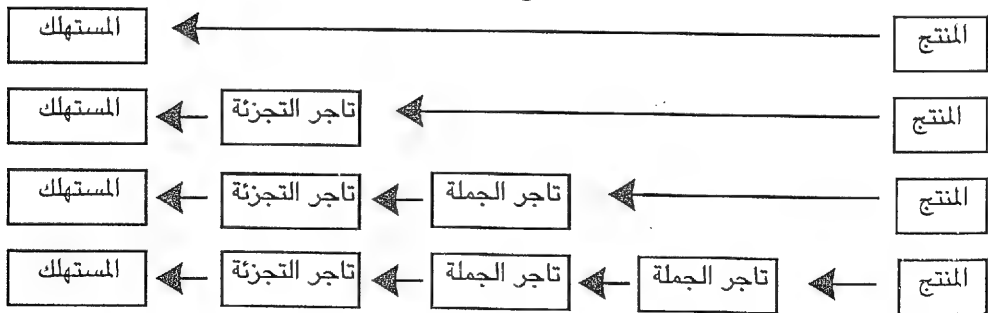 المنتج المستهلك
المنتج تاجر التجزئة المستهلك
المنتج تاجر الجملة تاجر التجزئة المستهلك
المنتج تاجر الجملة تاجر الجملة تاجر التجزئة المستهلك